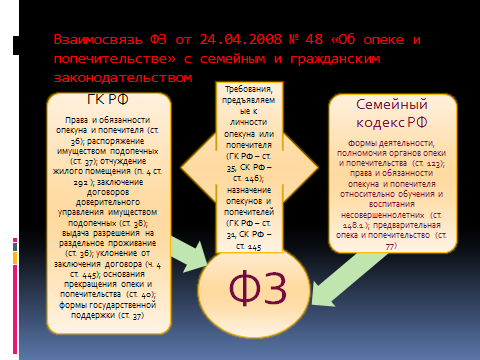 Взаимосвязь ФЗ от 24.04.2008 № 48 «Об опеке и
попечительстве» с семейным и гражданским
законодательством
ГК РФ
Права и обязанности
опекуна и попечителя (ст.
36); распоряжение
имуществом подопечных
(ст. 37); отчуждение
жилого помещения (п. 4 ст.
292 ); заключение
договоров
доверительного
управления имуществом
подопечных (ст. 38);
выдача разрешения на
раздельное проживание
(ст. 36); уклонение от
заключения договора (ч. 4
ст. 445); основания
прекращения опеки и
попечительства (ст. 40);
формы государственной
поддержки (ст. 37)
Требования,
предъявляем
ые к
личности
опекуна или
попечителя
(ГК РФ – ст.
35, СК РФ –
ст. 146);
назначение
опекунов и
попечителей
(ГК РФ – ст.
31, СК РФ –
ст. 145
Семейный
кодекс РФ
Формы деятельности,
полномочия органов опеки
и попечительства (ст. 123);
права и обязанности
опекуна и попечителя
относительно обучения и
воспитания
несовершеннолетних (ст.
148.1.); предварительная
опека и попечительство (ст.
77)
ФЗ